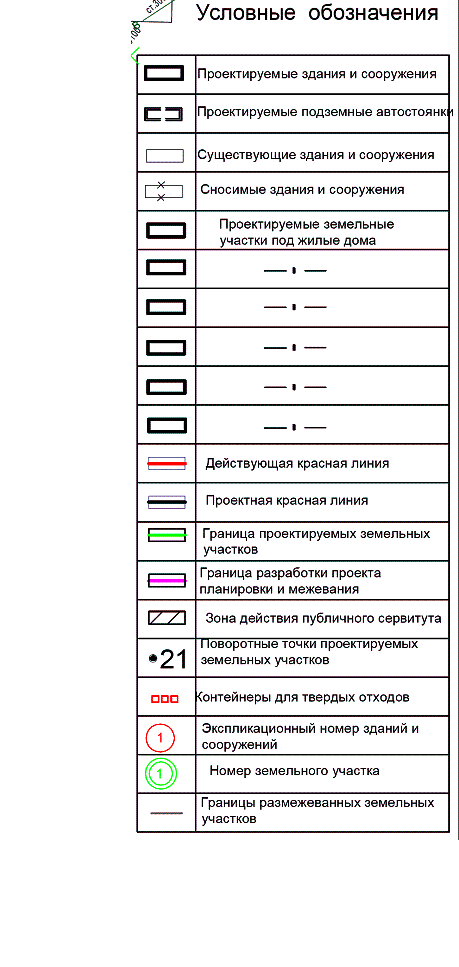 ст.30
100
Условные обозначения
Проектируемые здания и сооружения
Проектируемые подземные автостоянки
Существующие здания и сооружения
Сносимые здания и сооружения
Проектируемые земельные
участки под жилые дома
Действующая красная линия
Проектная красная линия
Граница проектируемых земельных
участков
Граница разработки проекта
планировки и межевания
Зона действия публичного сервитута
21
Поворотные точки проектируемых
земельных участков
Контейнеры для твердых отходов
1
Экспликационный номер зданий и
сооружений
1
Номер земельного участка
Границы размежеванных земельных
участков